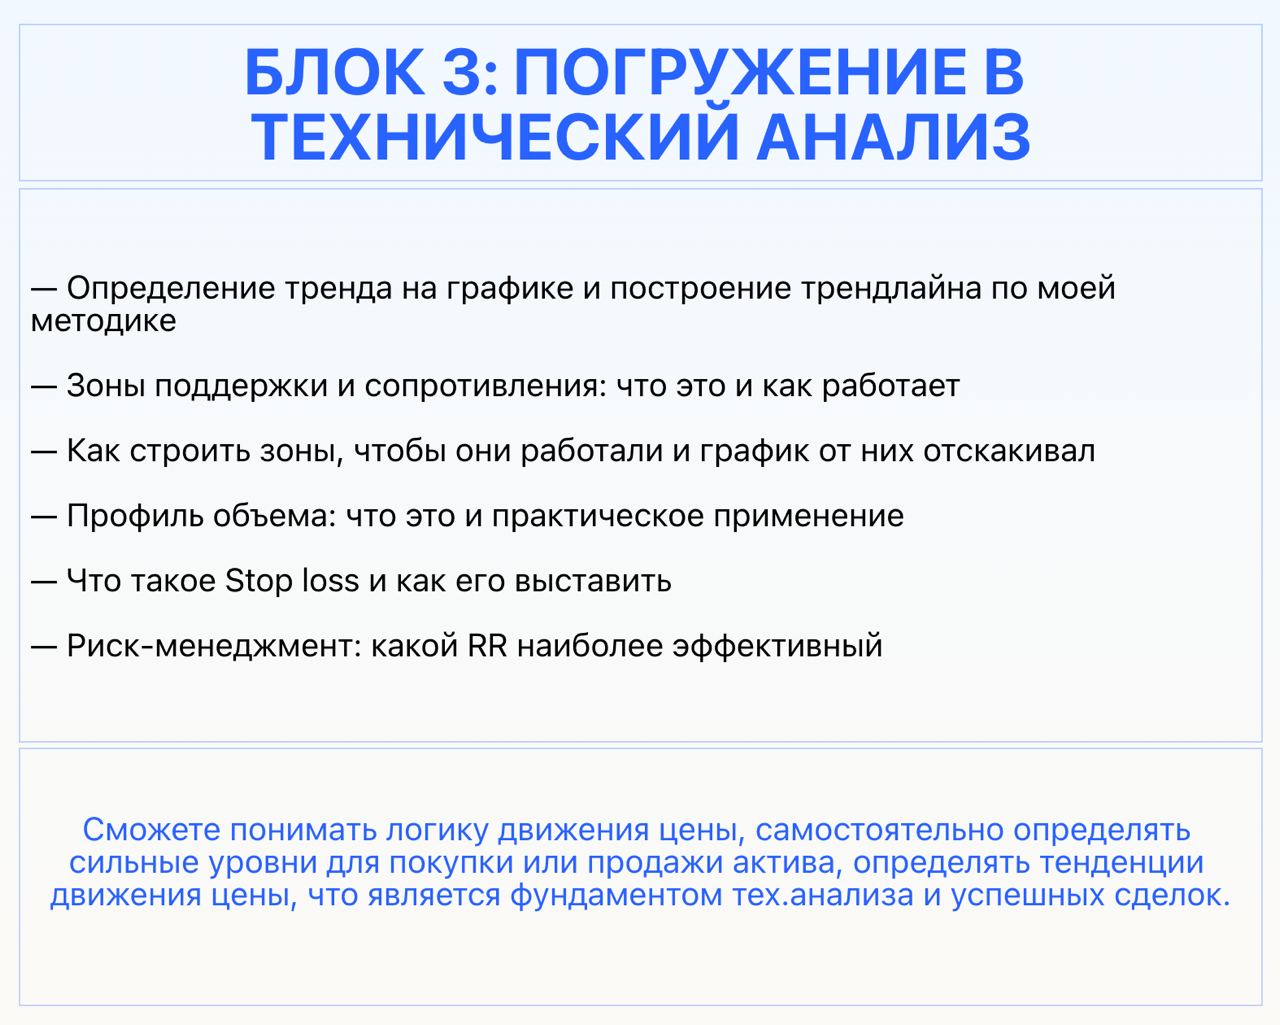 БЛОК 3: ПОГРУЖЕНИЕ В
ТЕХНИЧЕСКИЙ АНАЛИЗ
— Определение тренда на графике и построение трендлайна по моей
методике
— Зоны поддержки и сопротивления: что это и как работает
— Как строить зоны, чтобы они работали и график от них отскакивал
— Профиль объема: что это и практическое применение
— Что такое Stop loss и как его выставить
— Риск-менеджмент: какой RR наиболее эффективный
Сможете понимать логику движения цены, самостоятельно определять
сильные уровни для покупки или продажи актива, определять тенденции
движения цены, что является фундаментом тех.анализа и успешных сделок.